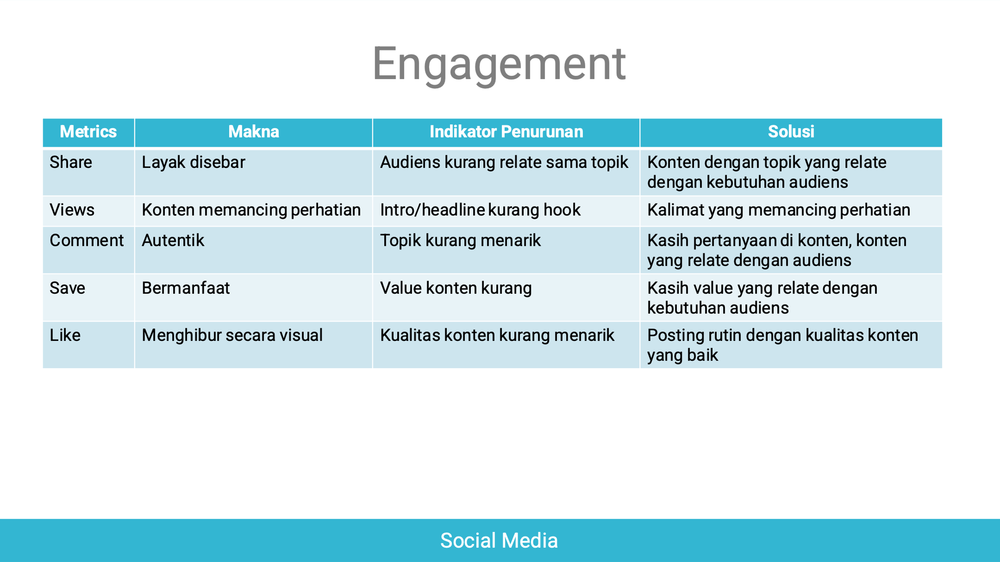 Engagement
Metrics
Makna
Indikator Penurunan
Solusi
Share
Layak disebar
Audiens kurang relate sama topik
Konten dengan topik yang relate
dengan kebutuhan audiens
Views
Konten memancing perhatian
Intro/headline kurang hook
Kalimat yang memancing perhatian
Comment
Autentik
Topik kurang menarik
Kasih pertanyaan di konten, konten
yang relate dengan audiens
Save
Bermanfaat
Value konten kurang
Kasih value yang relate dengan
kebutuhan audiens
Like
Menghibur secara visual
Kualitas konten kurang menarik
Posting rutin dengan kualitas konten
yang baik
Social Media